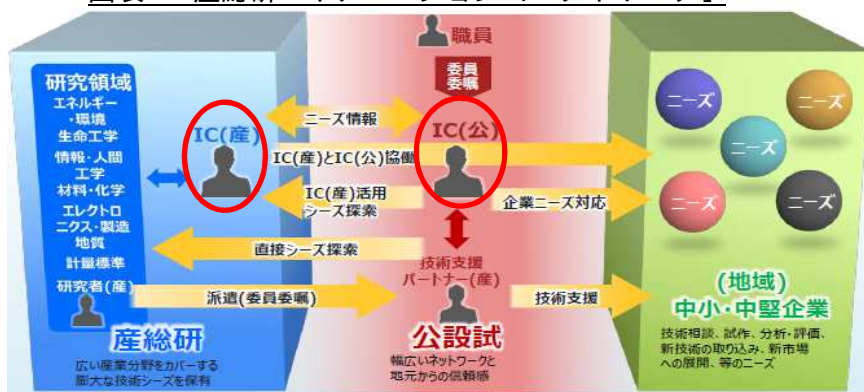 職員
委員
委嘱
研究領域
エネルギー
・環境
生命工学
情報・人間
工学
材料・化学
エレクトロ
ニクス・製造
地質
計量標準
研究者(産)
IC(産)
ニーズ情報
IC(公)
IC(産)とIC(公)協働
IC(産)活用
シーズ探索
企業ニーズ対応
直接シーズ探索
技術支援
パートナー(産)
派遣(委員委嘱)
技術支援
ニーズ
ニーズ
ニーズ
ニーズ
ニーズ
産総研
広い産業分野をカバーする
膨大な技術シーズを保有
公設試
幅広いネットワークと
地元からの信頼感
(地域)
中小・中堅企業
技術相談、試作、分析・評価、
新技術の取り込み、新市場
への展開、等のニーズ